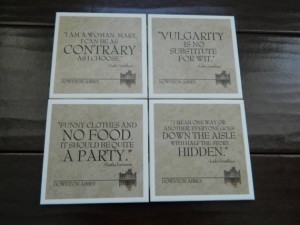 "I AM A WOMAN, MARY.
I CAN BE AS
CONTRARY
AS I CHOOSE."
DOWNTON ABBEY
"VULGARITY
IS NO
SUBSTITUTE
FOR WIT."
DOWNTON ABBEY
"FUNNY CLOTHES AND
NO FOOD
IT SHOULD BE QUITE
A PARTY."
DOWNTON ABBEY
ONE WAY OR
ANOTHER, EVERYONE GOES
DOWN THE AISLE
WITH HALF THE STORY
HIDDEN."
DOWNTON ABBEY